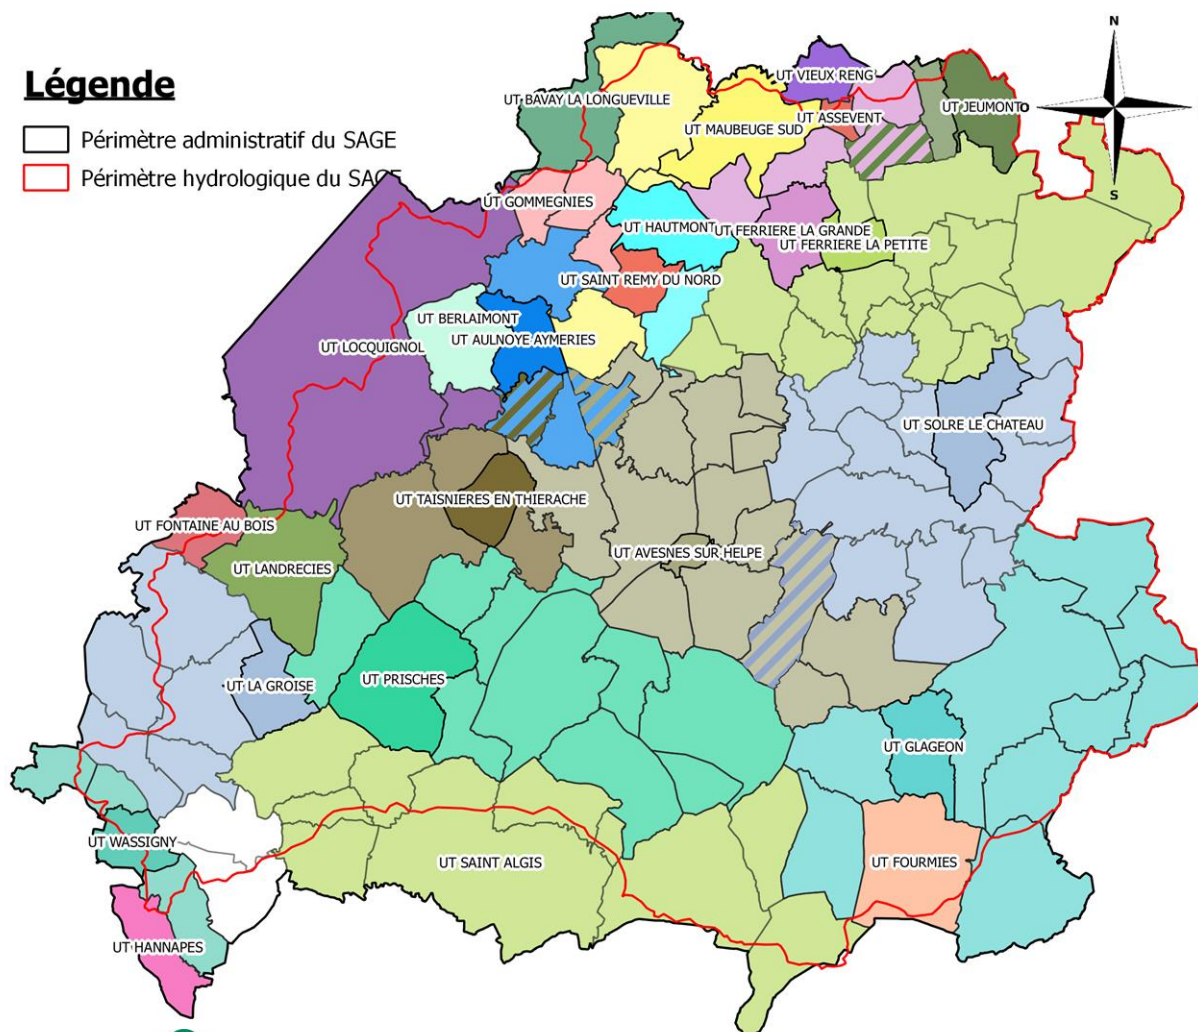 N
Légende
UT VIEUX RENG
UT BAVAY LA LONGUEVILLE
UT JEUMONT
O
UT ASSEVENT
UT MAUBEUGE SUD
Périmètre administratif du SAGE
Périmètre hydrologique du SAGE
S
UT GOMMEGNIES
UT HAUTMONT
UT FERRIERE LA GRANDE
UT FERRIERE LA PETITE
UT SAINT REMY DU NORD
UT BERLAIMONT
UT AULNOYE AYMERIES
UT LOCQUIGNOL
UT SOLRE LE CHATEAU
UT TAISNIERES EN THIERACHE
UT FONTAINE AU BOIS
UT AVESNES SUR HELPE
UT LANDRECIES
UT PRISCHES
UT LA GROISE
UT GLAGEON
UT WASSIGNY
UT SAINT ALGIS
UT FOURMIES
UT HANNAPES